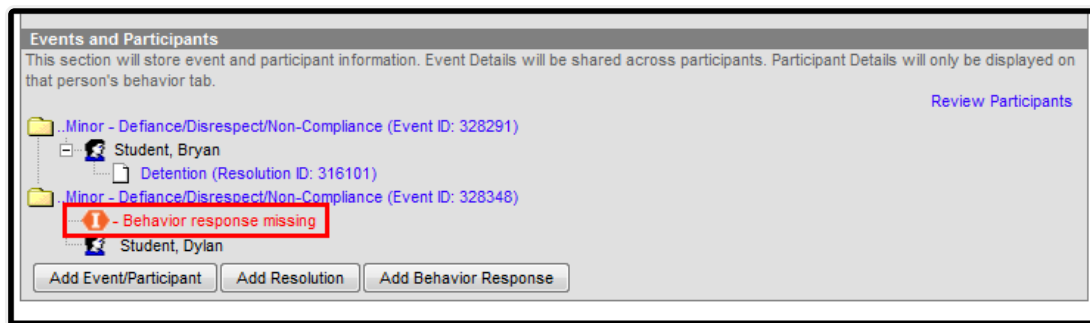 Events and Participants
This section will store event and participant information. Event Details will be shared across participants. Participant Details will only be displayed on
that person's behavior tab.
Review Participants
..Minor - Defiance/Disrespect/Non-Compliance (Event ID: 328291)
Student, Bryan
Detention (Resolution ID: 316101)
..Minor - Defiance/Disrespect/Non-Compliance (Event ID: 328348)
I - Behavior response missing
Student, Dylan
Add Event/Participant Add Resolution Add Behavior Response